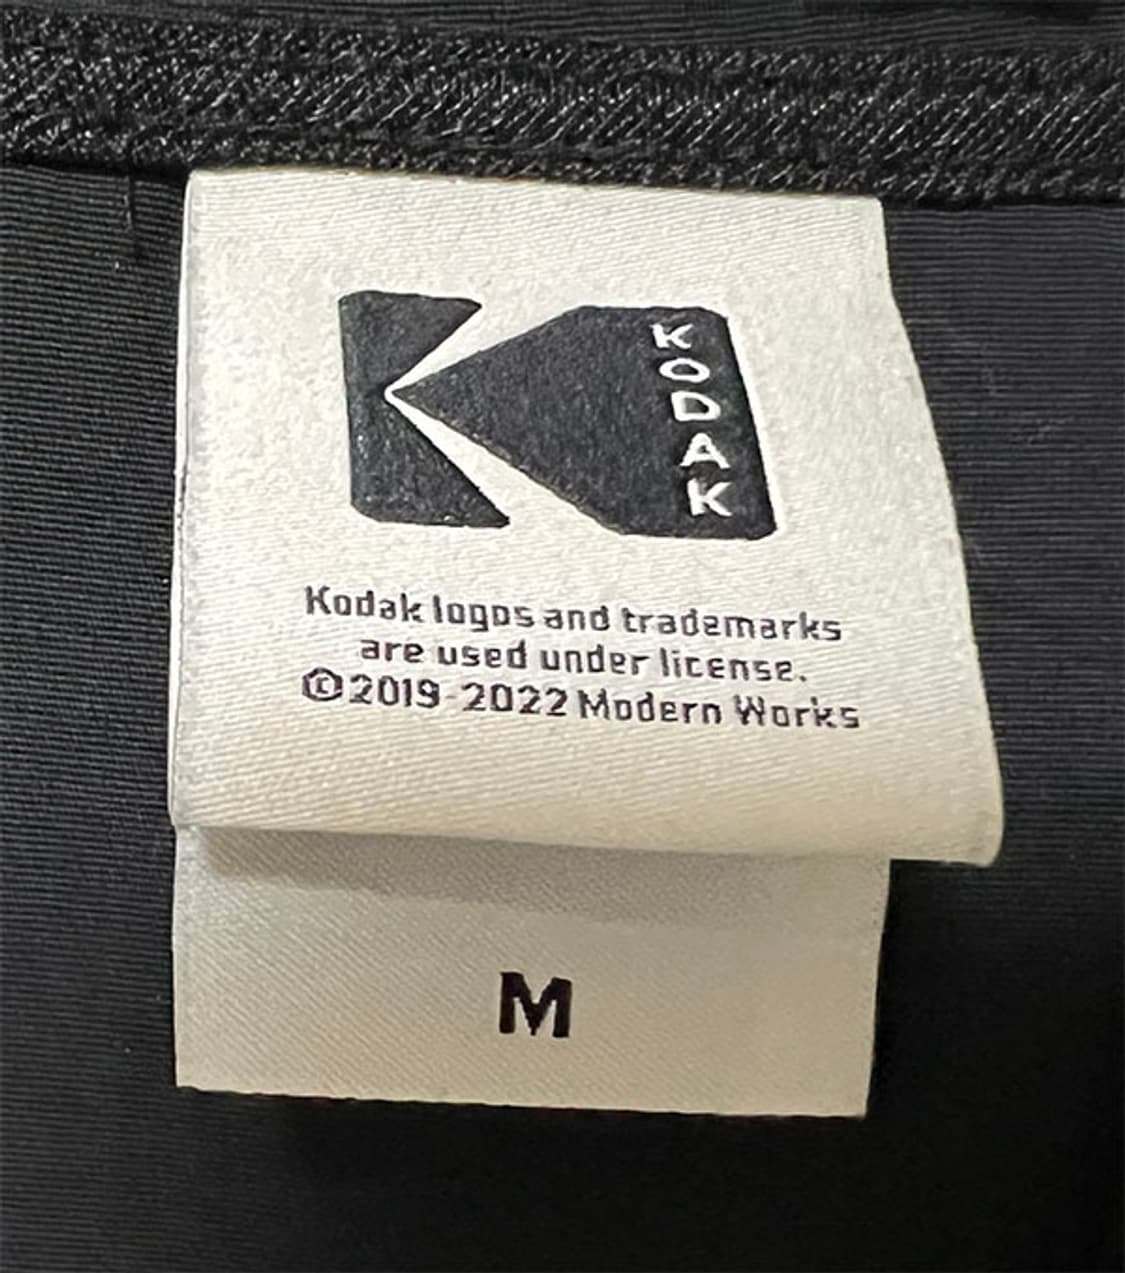 KODAK
Kodak logos and trademarks
are used under license.
©2019-2022 Modern Works
M